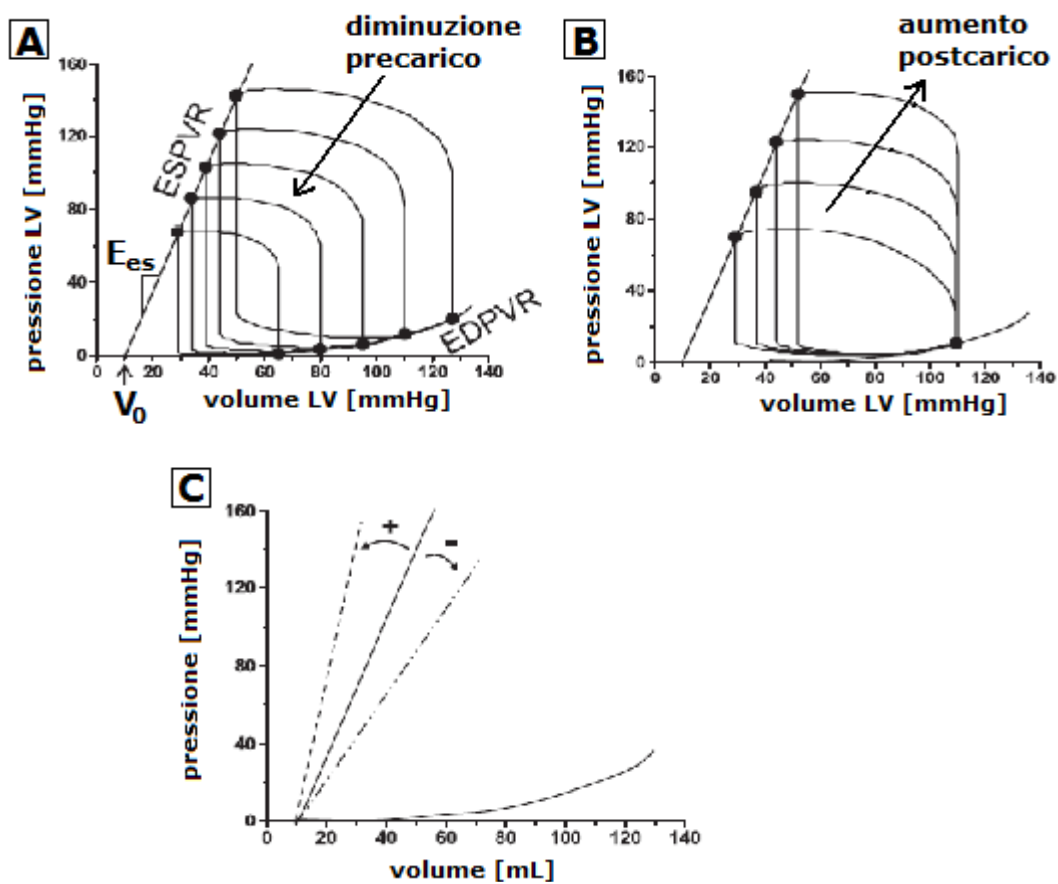 A
diminuzione
precarico
pressione LV [mmHg]
160
120
80
40
0
ESPVR
Ees
EDPVR
0 20 40 60 80 100 120 140
V0
volume LV [mmHg]
B
aumento
postcarico
pressione LV [mmHg]
160
120
80
40
0
0 20 40 60 80 100 120 140
volume LV [mmHg]
C
pressione [mmHg]
160
120
80
40
0
+ -
0 20 40 60 80 100 120 140
volume [mL]